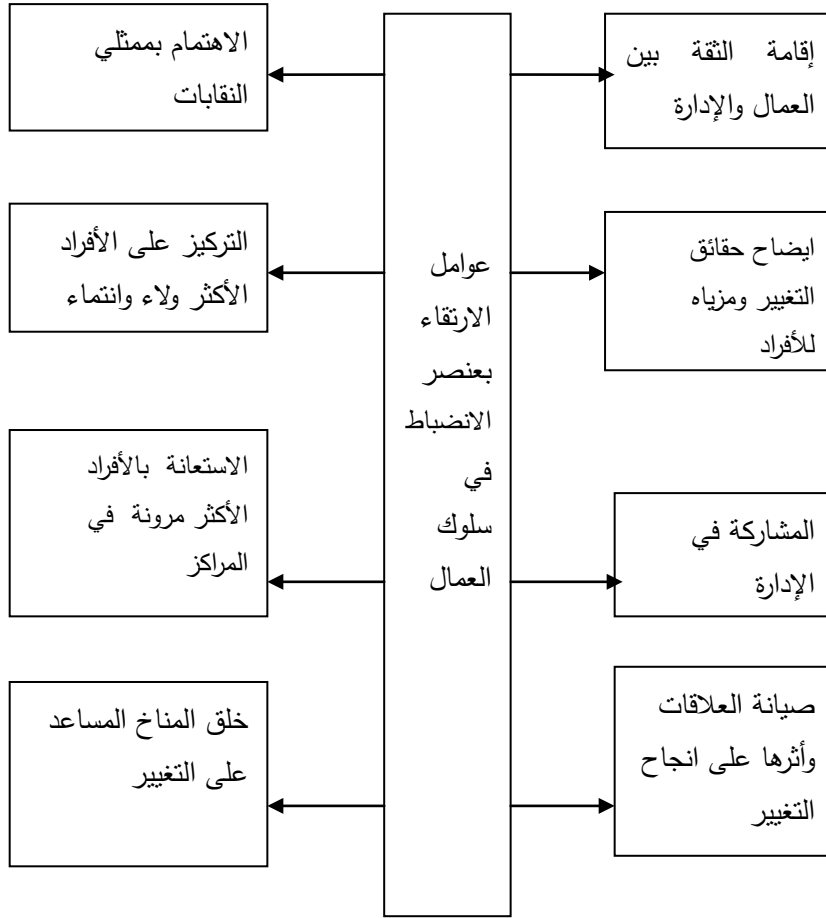 إقامة الثقة بين
العمال والإدارة
ايضاح حقائق
التغيير ومزياه
للأفراد
المشاركة في
الإدارة
صيانة العلاقات
وأثرها على انجاح
التغيير
عوامل
الارتقاء
بعنصر
الانضباط
في
سلوك
العمال
الاهتمام بممثلي
النقابات
التركيز على الأفراد
الأكثر ولاء وانتماء
الاستعانة بالأفراد
الأكثر مرونة في
المراكز
خلق المناخ المساعد
على التغيير